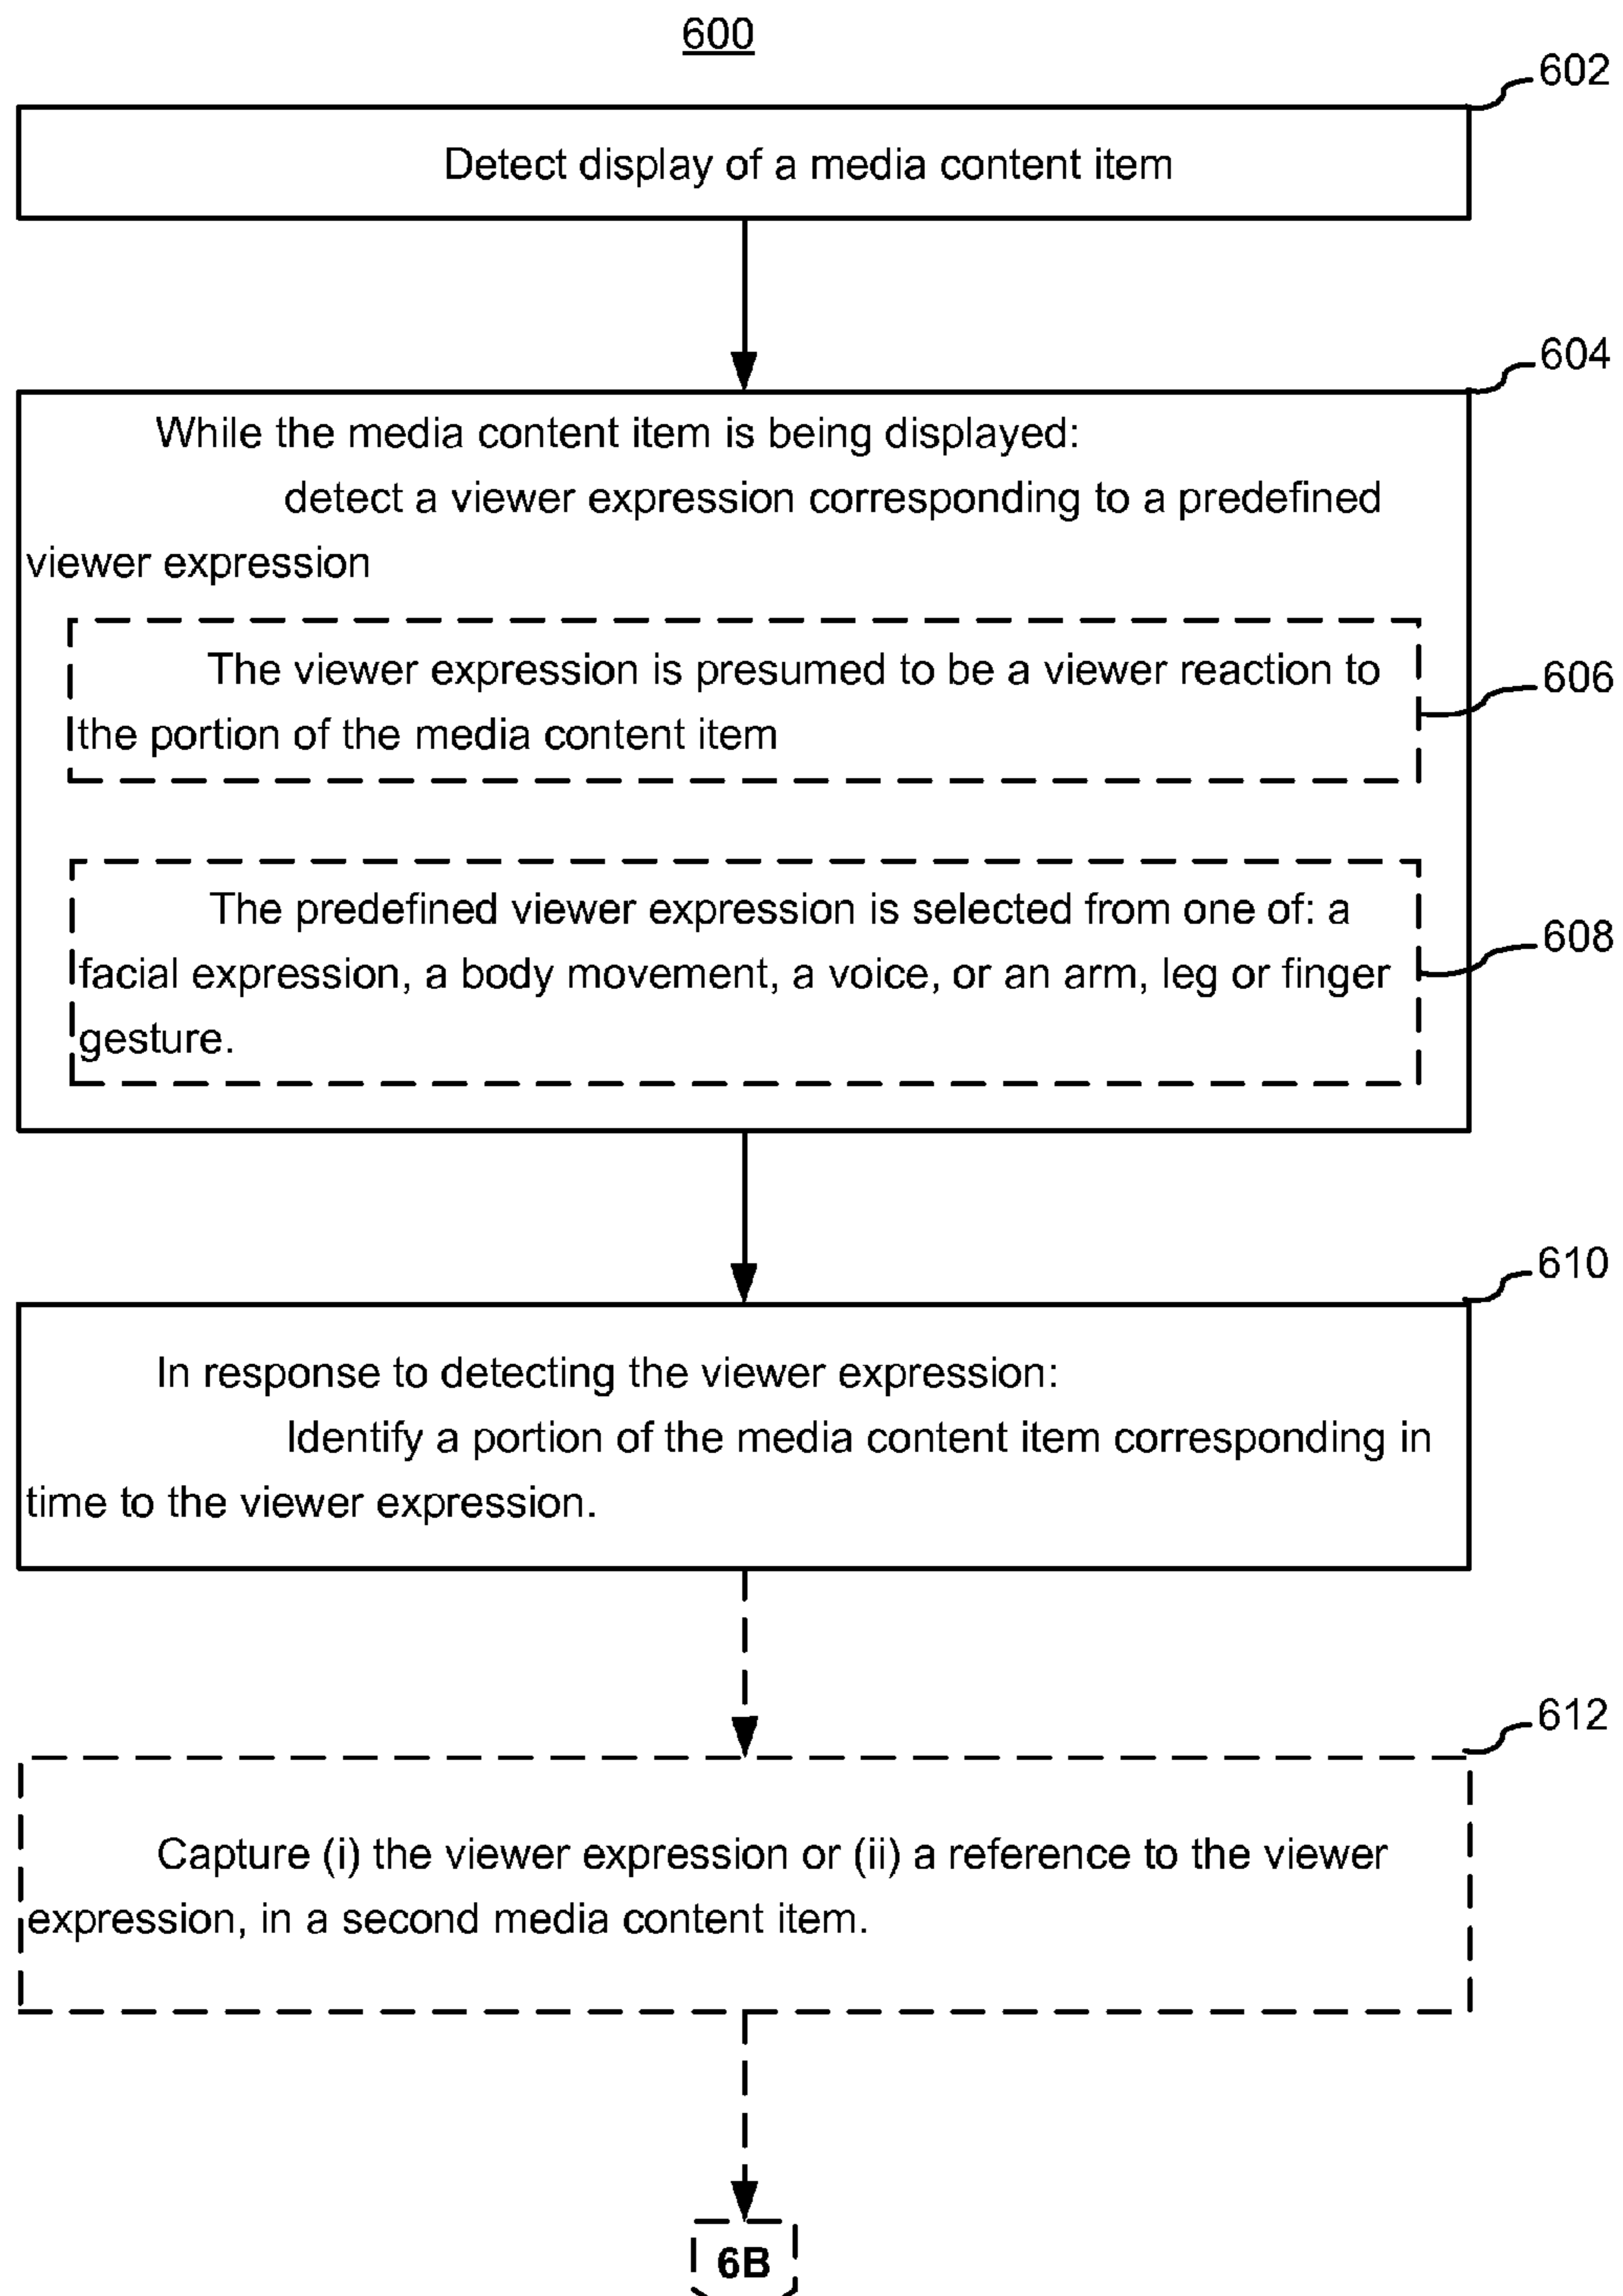 600
602
Detect display of a media content item
604
While the media content item is being displayed:
detect a viewer expression corresponding to a predefined
viewer expression
The viewer expression is presumed to be a viewer reaction to
the portion of the media content item
606
The predefined viewer expression is selected from one of: a
facial expression, a body movement, a voice, or an arm, leg or finger
gesture.
608
610
In response to detecting the viewer expression:
Identify a portion of the media content item corresponding in
time to the viewer expression.
612
Capture (i) the viewer expression or (ii) a reference to the viewer
expression, in a second media content item.
6B